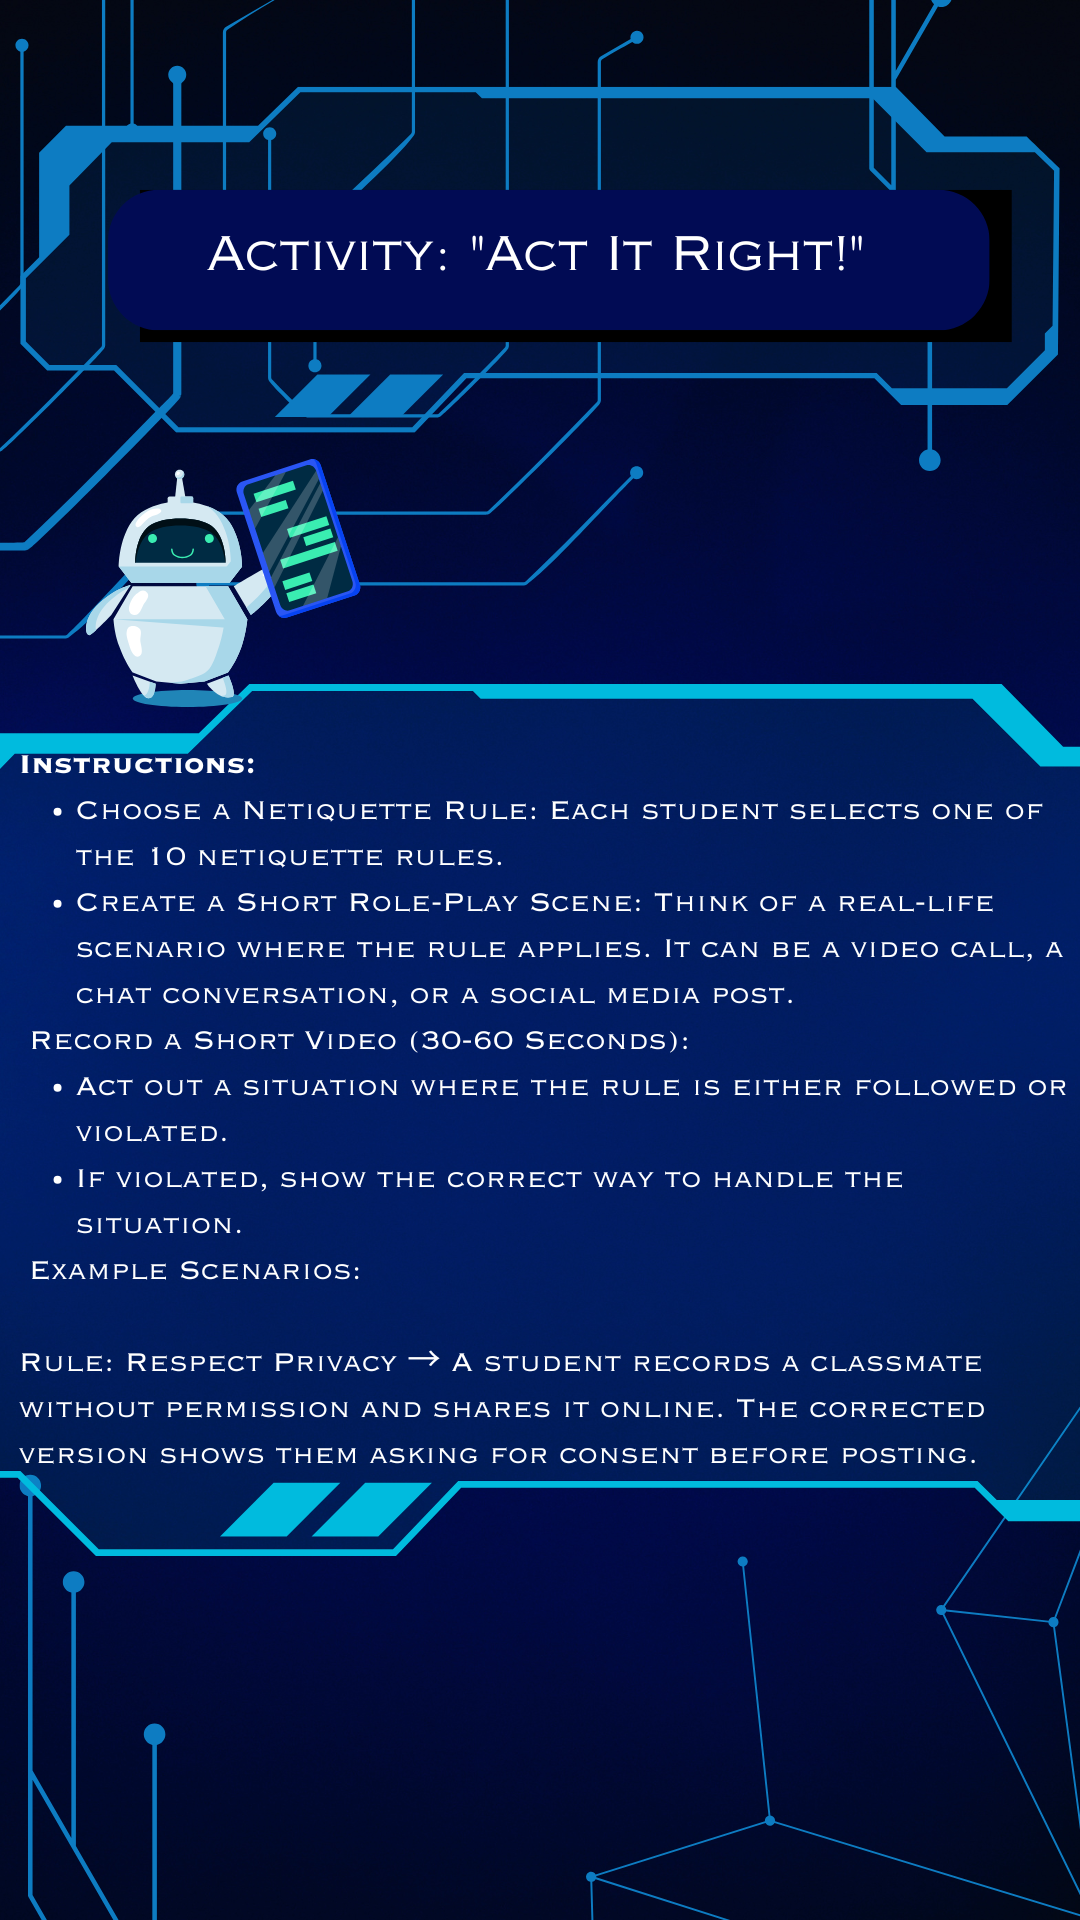 Activity: "Act It Right!"
Instructions:
• Choose a Netiquette Rule: Each student selects one of
the 10 netiquette rules.
• Create a Short Role-Play Scene: Think of a real-life
scenario where the rule applies. It can be a video call, a
chat conversation, or a social media post.
Record a Short Video (30-60 Seconds):
• Act out a situation where the rule is either followed or
violated.
• If violated, show the correct way to handle the
situation.
Example Scenarios:
Rule: Respect Privacy → A student records a classmate
without permission and shares it online. The corrected
version shows them asking for consent before posting.